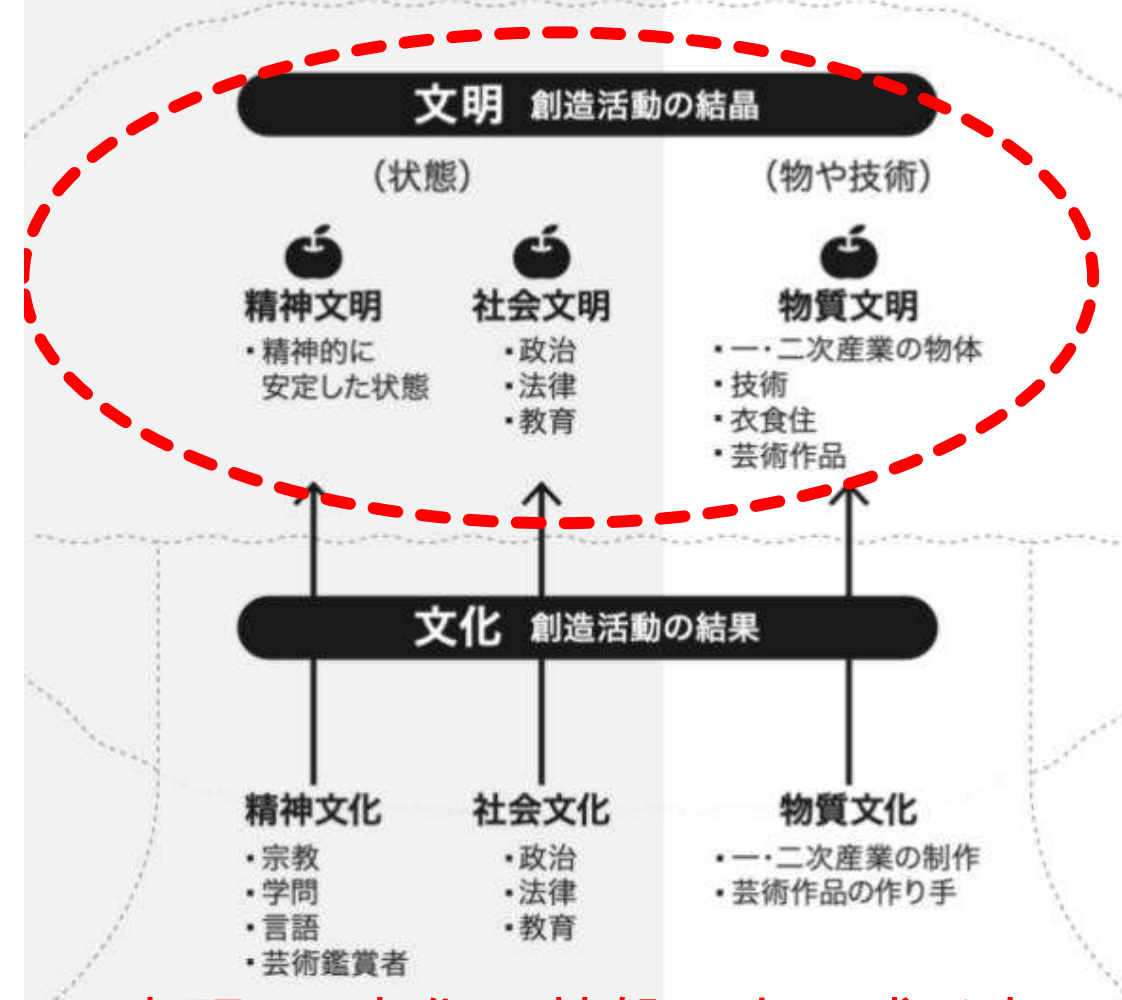 文明 創造活動の結晶
（状態）
（物や技術）
精神文明
・精神的に
安定した状態
社会文明
・政治
・法律
・教育
物質文明
・一・二次産業の物体
・技術
・衣食住
・芸術作品
文化 創造活動の結果
精神文化
・宗教
・学問
・言語
・芸術鑑賞者
社会文化
・政治
・法律
・教育
物質文化
・一・二次産業の制作
・芸術作品の作り手